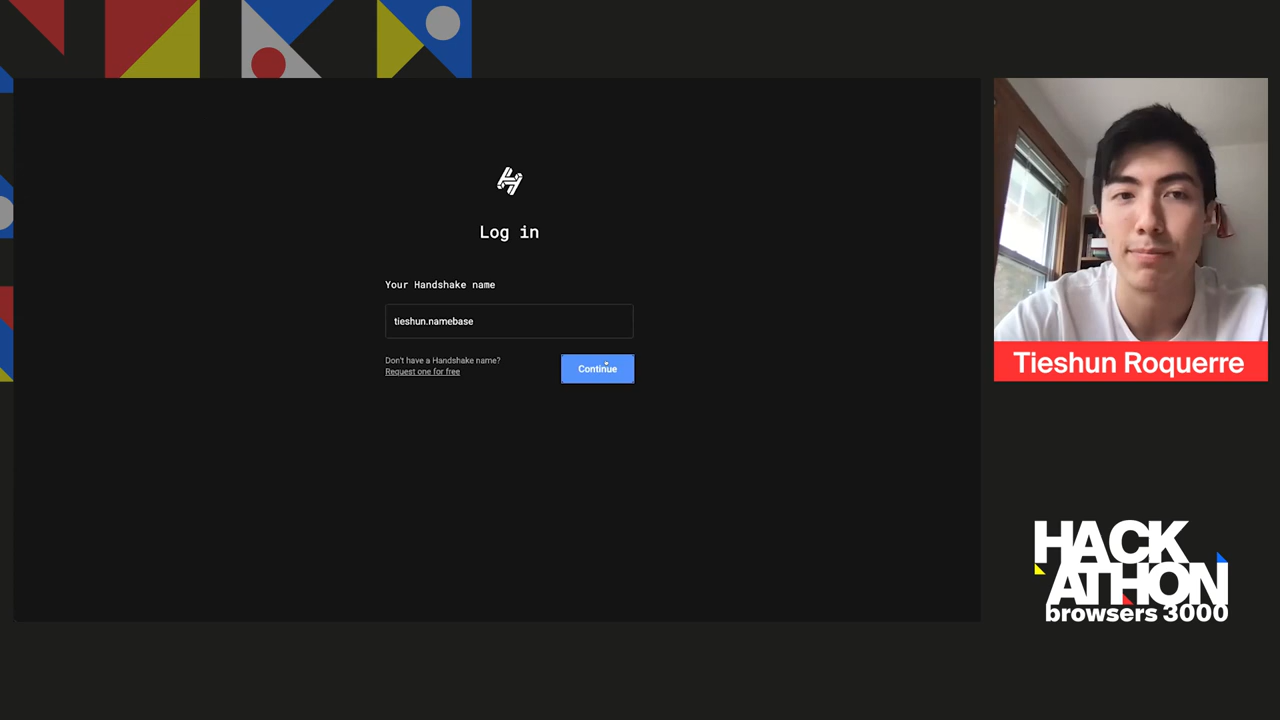 Log in
Your Handshake name
tieshun.namebase
Don't have a Handshake name?
Request one for free
Continue
Tieshun Roquerre
HACK
ATHON
browsers 3000